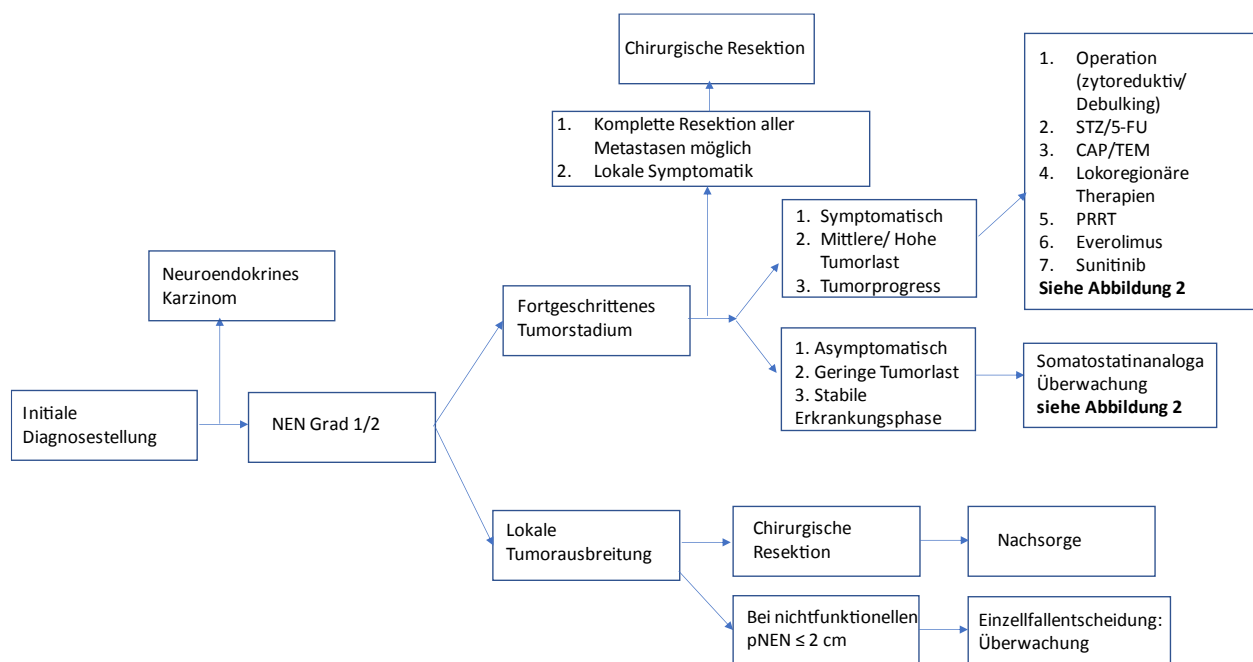 Chirurgische Resektion
1. Komplette Resektion aller
Metastasen möglich
2. Lokale Symptomatik
1. Operation
(zytoreduktiv/
Debulking)
2. STZ/5-FU
3. CAP/TEM
4. Lokoregionäre
Therapien
5. PRRT
6. Everolimus
7. Sunitinib
Siehe Abbildung 2
1. Symptomatisch
2. Mittlere/ Hohe
Tumorlast
3. Tumorprogress
Neuroendokrines
Karzinom
Fortgeschrittenes
Tumorstadium
1. Asymptomatisch
2. Geringe Tumorlast
3. Stabile
Erkrankungsphase
Somatostatinanaloga
Überwachung
siehe Abbildung 2
Initiale
Diagnosestellung
NEN Grad 1/2
Lokale
Tumorausbreitung
Chirurgische
Resektion
Nachsorge
Bei nichtfunktionellen
pNEN ≤ 2 cm
Einzellfallentscheidung:
Überwachung